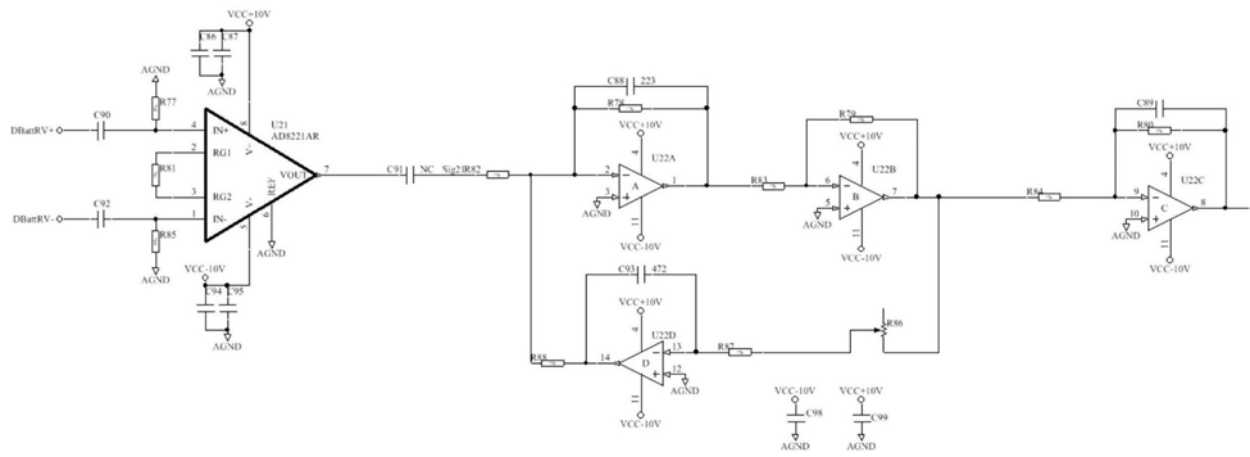 VCC+10V
C86
C87
AGND
AGND
R77
C90
DBattRV+
4
IN+
8
V-
U21
AD8221AR
2
RG1
R81
VOUT
7
3
RG2
REF
C92
DBattRV-
1
IN-
V-
5
6
R85
AGND
AGND
VCC-10V
C94
C95
AGND
C91
NC
Sig21
R82
C88
223
R78
VCC+10V
4
U22A
2
A
1
3
AGND
11
VCC-10V
R83
R79
VCC+10V
4
U22B
6
B
7
5
AGND
11
VCC-10V
R84
C89
R80
VCC+10V
4
U22C
9
C
8
10
AGND
11
VCC-10V
C93
472
VCC+10V
4
U22D
R88
14
D
13
12
AGND
11
VCC-10V
R87
R86
VCC-10V
C98
AGND
VCC+10V
C99
AGND